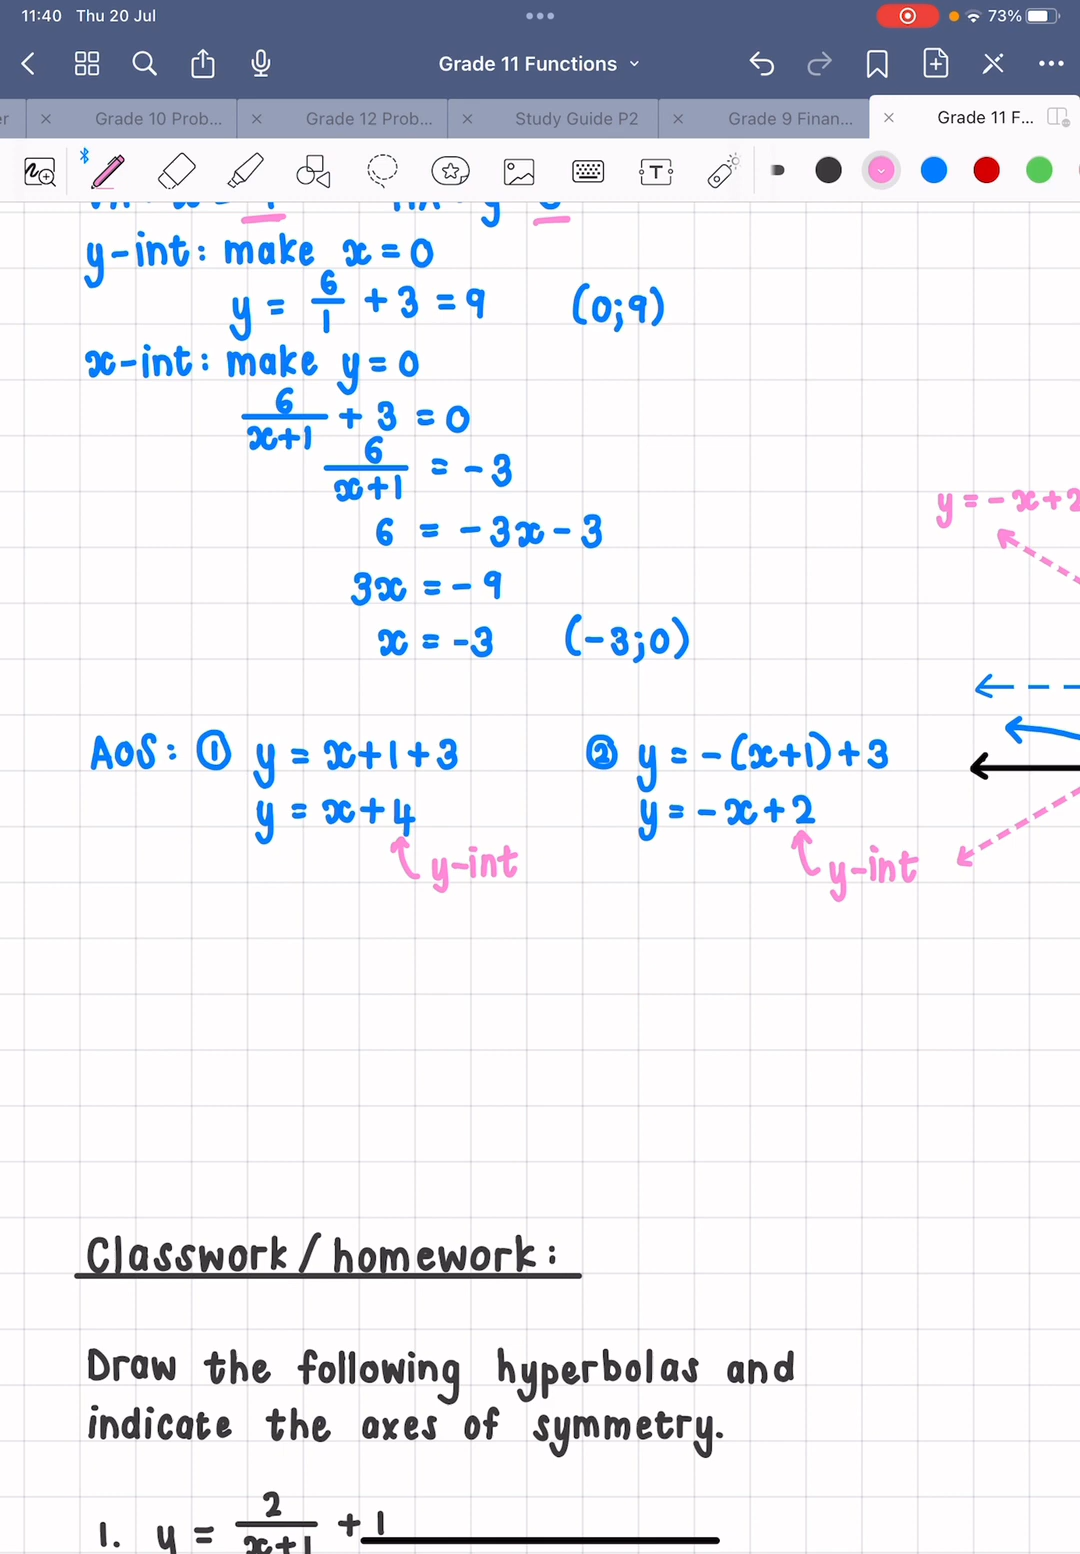 11:40 Thu 20 Jul 73%
Grade 11 Functions
er Grade 10 Prob... Grade 12 Prob... Study Guide P2 Grade 9 Finan... Grade 11 F...
y-int: make x = 0
y = 6/1 + 3 = 9 (0;9)
x-int: make y = 0
6/(x+1) + 3 = 0
6/(x+1) = -3
6 = -3x - 3
3x = -9
x = -3 (-3;0)
y = -x+2
AOS: ① y = x+1+3 ② y = -(x+1)+3
y = x+4 y = -x+2
y-int y-int
Classwork/homework:
Draw the following hyperbolas and
indicate the axes of symmetry.
1. y = 2/(x+1) + 1